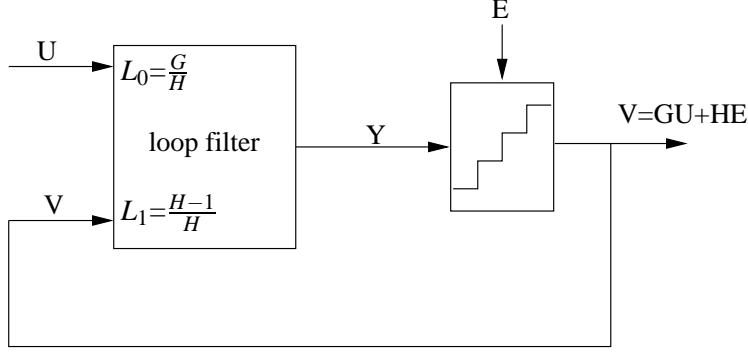 E
U
L₀=G/H
V=GU+HE
loop filter
Y
V
L₁=H−1/H